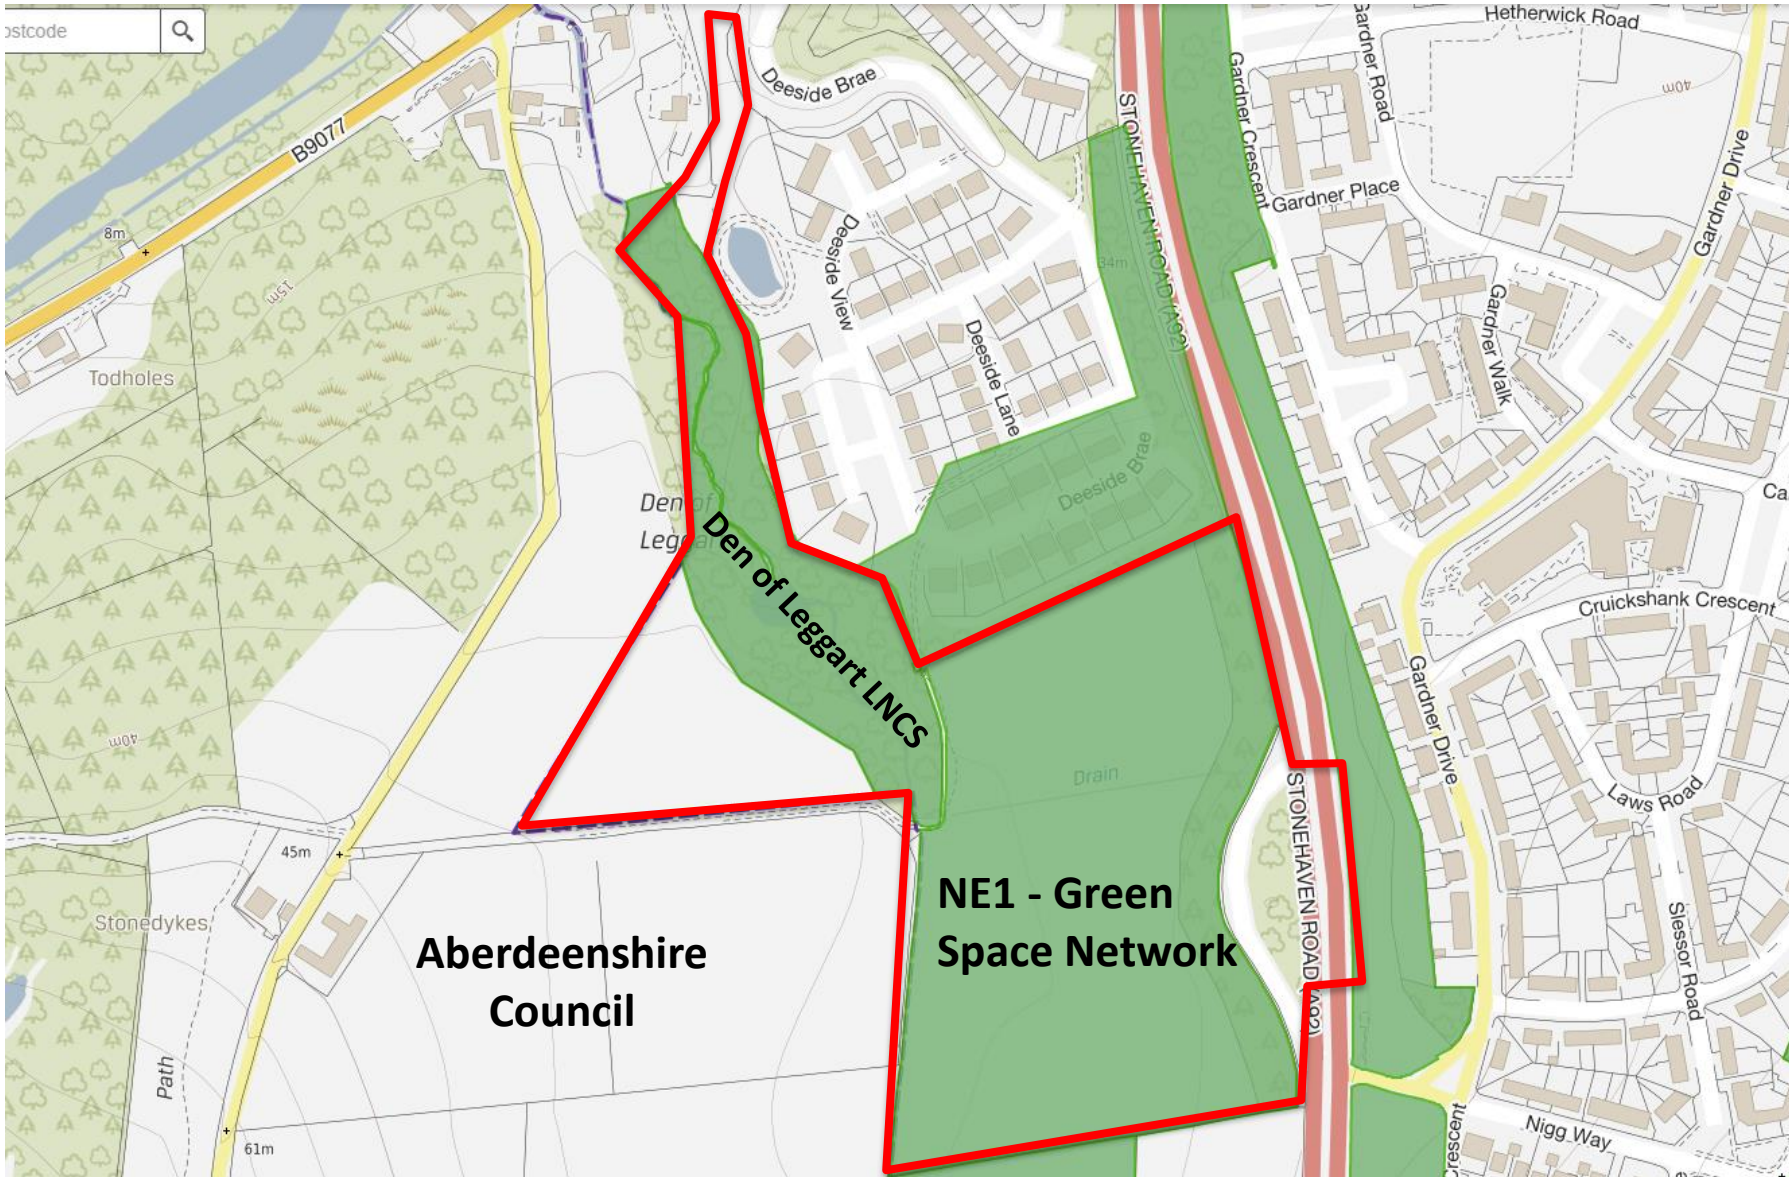 ostcode
Hetherwick Road
Gardner Road
40m
Deeside Brae
B9077
STONEHAVEN ROAD (A92)
Gardner Crescent
Gardner Place
Gardner Drive
8m
15m
Deeside View
34m
Gardner Walk
Todholes
Deeside Lane
Deeside Brae
Den of
Ca
Den of Leggart LNCS
Cruickshank Crescent
Gardner Drive
40m
Drain
STONEHAVEN ROAD (A92)
Laws Road
45m
NE1 - Green
Space Network
Stonedykes
Aberdeenshire
Council
Slessor Road
Path
61m
Crescent
Nigg Way